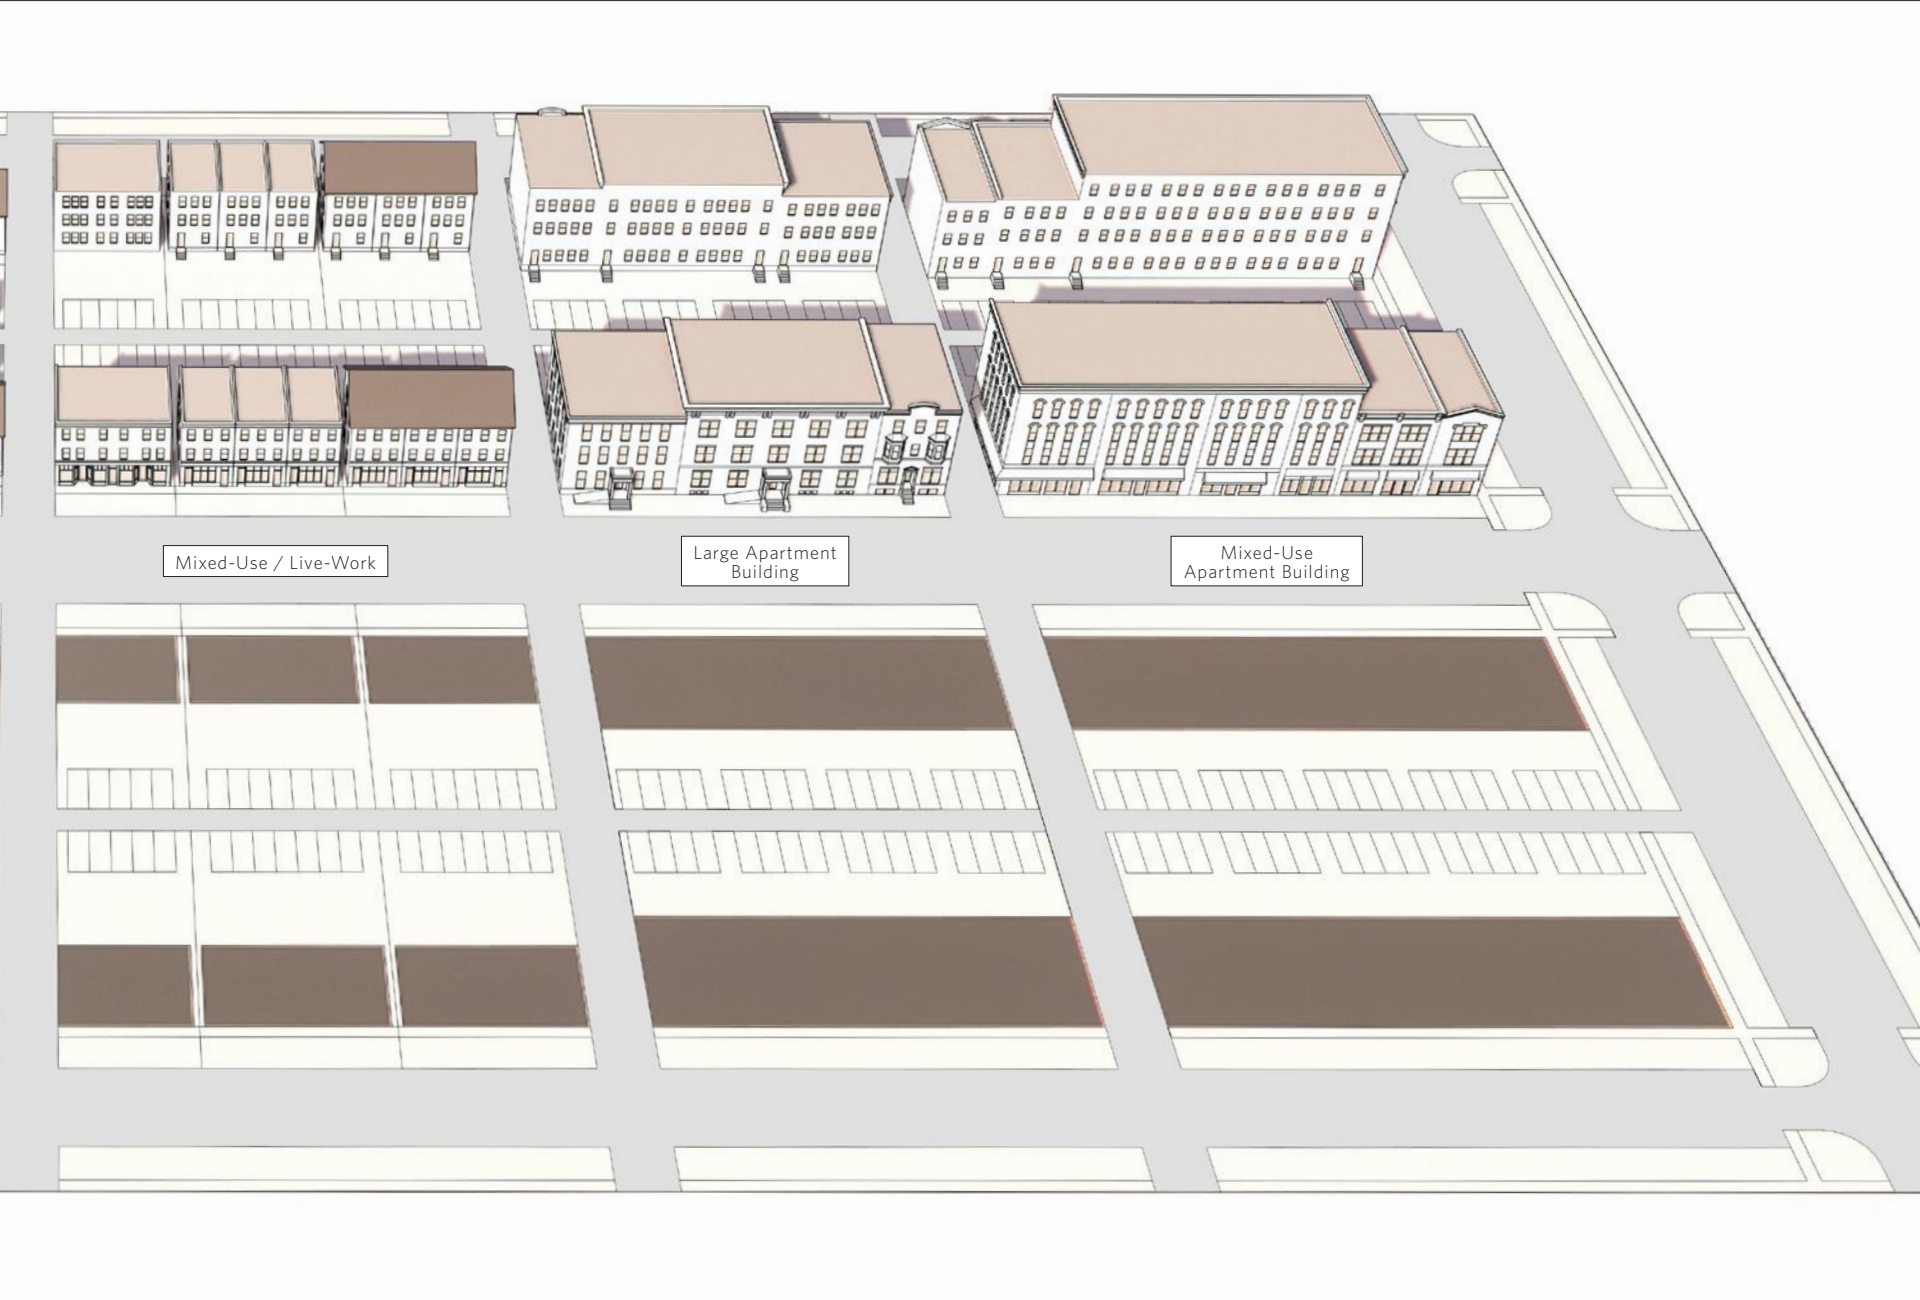 Mixed-Use / Live-Work
Large Apartment
Building
Mixed-Use
Apartment Building